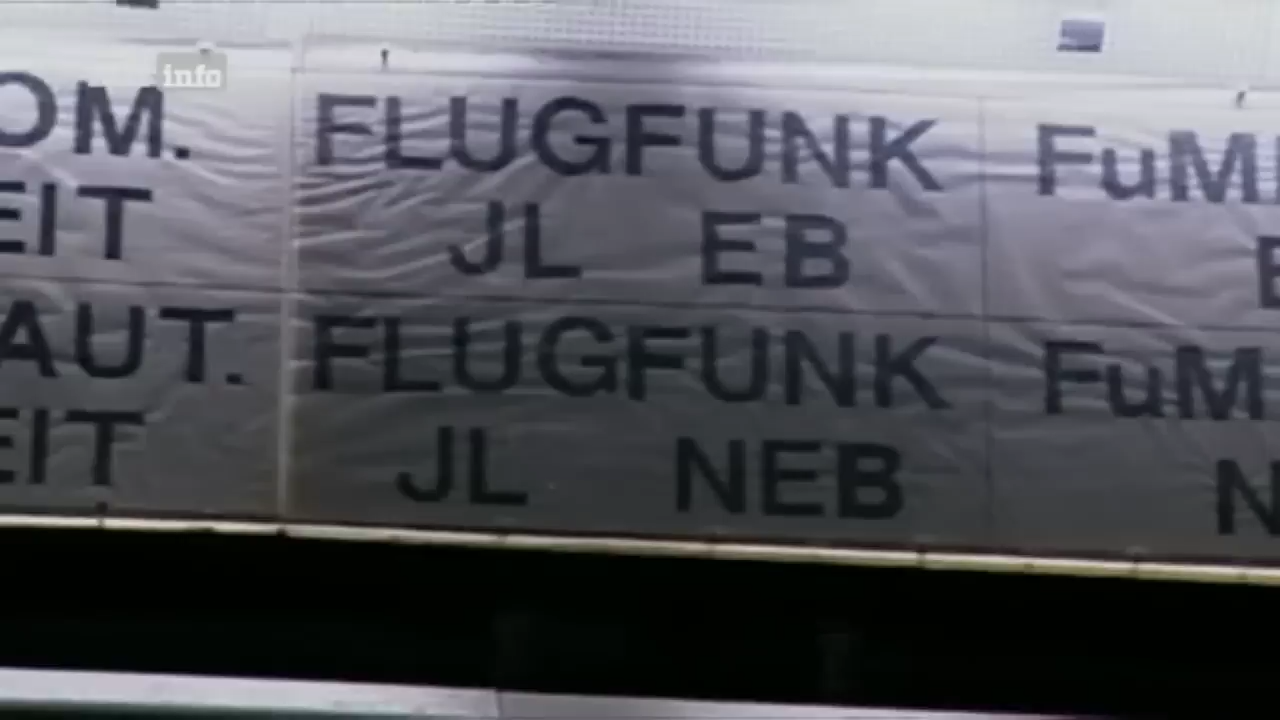 info
OM. FLUGFUNK FuM
EIT JL EB
AUT. FLUGFUNK FuM
EIT JL NEB N